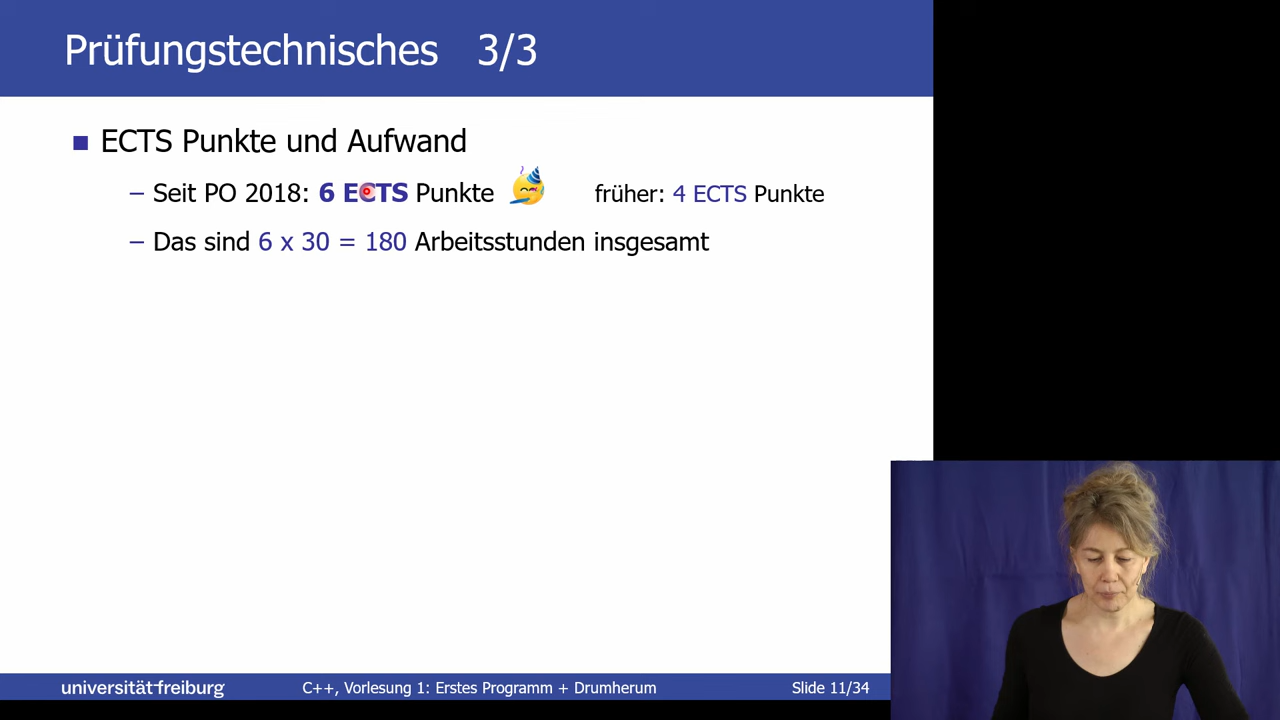 Prüfungstechnisches 3/3
ECTS Punkte und Aufwand
– Seit PO 2018: 6 ECTS Punkte früher: 4 ECTS Punkte
– Das sind 6 x 30 = 180 Arbeitsstunden insgesamt
universität freiburg C++, Vorlesung 1: Erstes Programm + Drumherum Slide 11/34